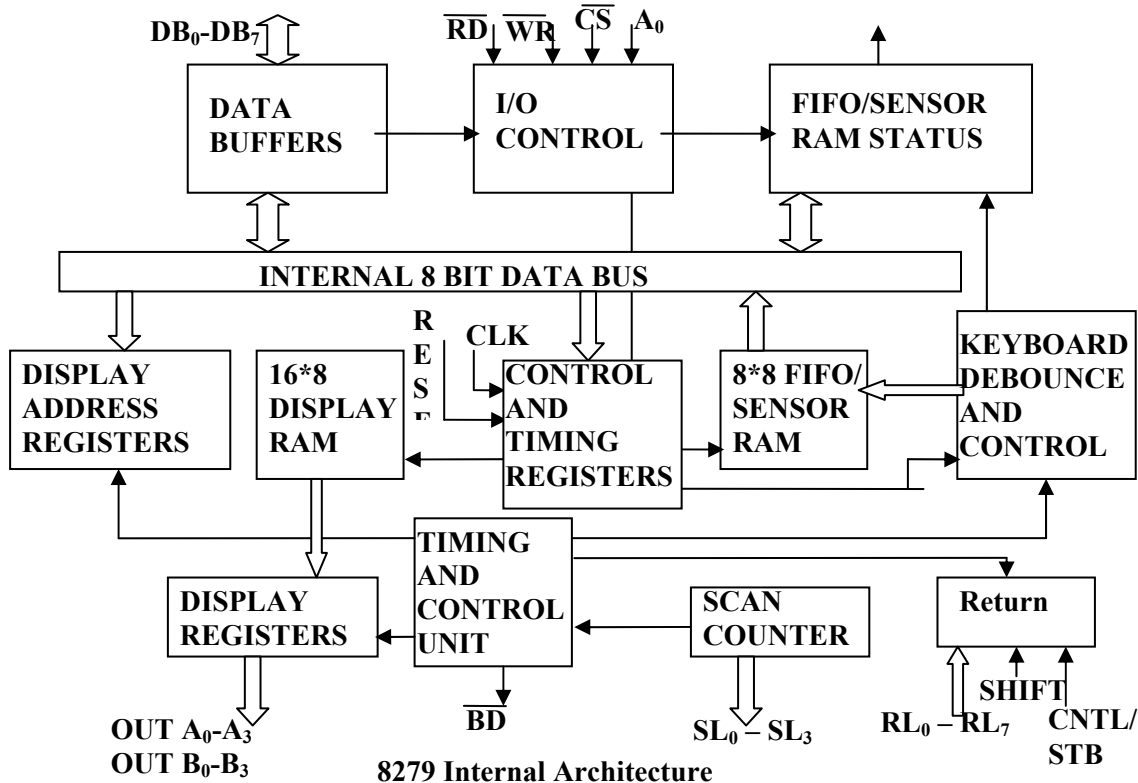 DB₀-DB₇
RD WR CS A₀
DATA
BUFFERS
I/O
CONTROL
FIFO/SENSOR
RAM STATUS
INTERNAL 8 BIT DATA BUS
DISPLAY
ADDRESS
REGISTERS
16*8
DISPLAY
RAM
R
E
S
CLK
CONTROL
AND
TIMING
REGISTERS
8*8 FIFO/
SENSOR
RAM
KEYBOARD
DEBOUNCE
AND
CONTROL
DISPLAY
REGISTERS
TIMING
AND
CONTROL
UNIT
SCAN
COUNTER
Return
OUT A₀-A₃
OUT B₀-B₃
BD
SL₀ – SL₃
RL₀ – RL₇
SHIFT
CNTL/
STB
8279 Internal Architecture